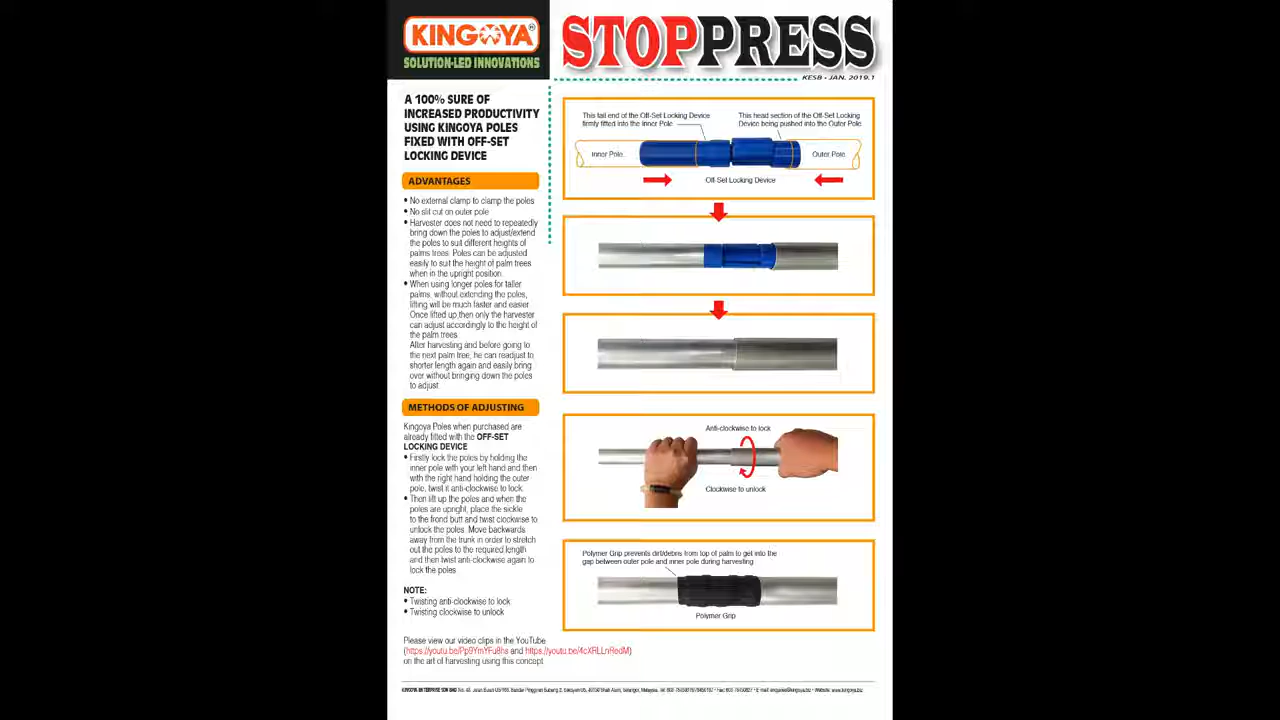 KINGOYA®
SOLUTION-LED INNOVATIONS
STOPPRESS
KESB • JAN. 2019.1
A 100% SURE OF
INCREASED PRODUCTIVITY
USING KINGOYA POLES
FIXED WITH OFF-SET
LOCKING DEVICE
ADVANTAGES
• No external clamp to clamp the poles
• No slit cut on outer pole
• Harvester does not need to repeatedly
bring down the poles to adjust/extend
the poles to suit different heights of
palms trees. Poles can be adjusted
easily to suit the height of palm trees
when in the upright position.
• When using longer poles for taller
palms, without extending the poles,
lifting will be much faster and easier.
Once lifted up,then only the harvester
can adjust accordingly to the height of
the palm trees.
After harvesting and before going to
the next palm tree, he can readjust to
shorter length again and easily bring
over without bringing down the poles
to adjust
METHODS OF ADJUSTING
Kingoya Poles when purchased are
already fitted with the OFF-SET
LOCKING DEVICE
• Firstly lock the poles by holding the
inner pole with your left hand and then
with the right hand holding the outer
pole, twist it anti-clockwise to lock.
• Then lift up the poles and when the
poles are upright, place the sickle
to the frond butt and twist clockwise to
unlock the poles. Move backwards
away from the trunk in order to stretch
out the poles to the required length
and then twist anti-clockwise again to
lock the poles.
NOTE:
• Twisting anti-clockwise to lock
• Twisting clockwise to unlock
Please view our video clips in the YouTube
(https://youtu.be/Pp9YmYFu8hs and https://youtu.be/4cXRLLnRedM)
on the art of harvesting using this concept
This tail end of the Off-Set Locking Device
firmly fitted into the Inner Pole
This head section of the Off-Set Locking
Device being pushed into the Outer Pole
Inner Pole
Outer Pole
Off-Set Locking Device
Anti-clockwise to lock
Clockwise to unlock
Polymer Grip prevents dirt/debris from top of palm to get into the
gap between outer pole and inner pole during harvesting
Polymer Grip
KINGOYA ENTERPRISE SDN BHD